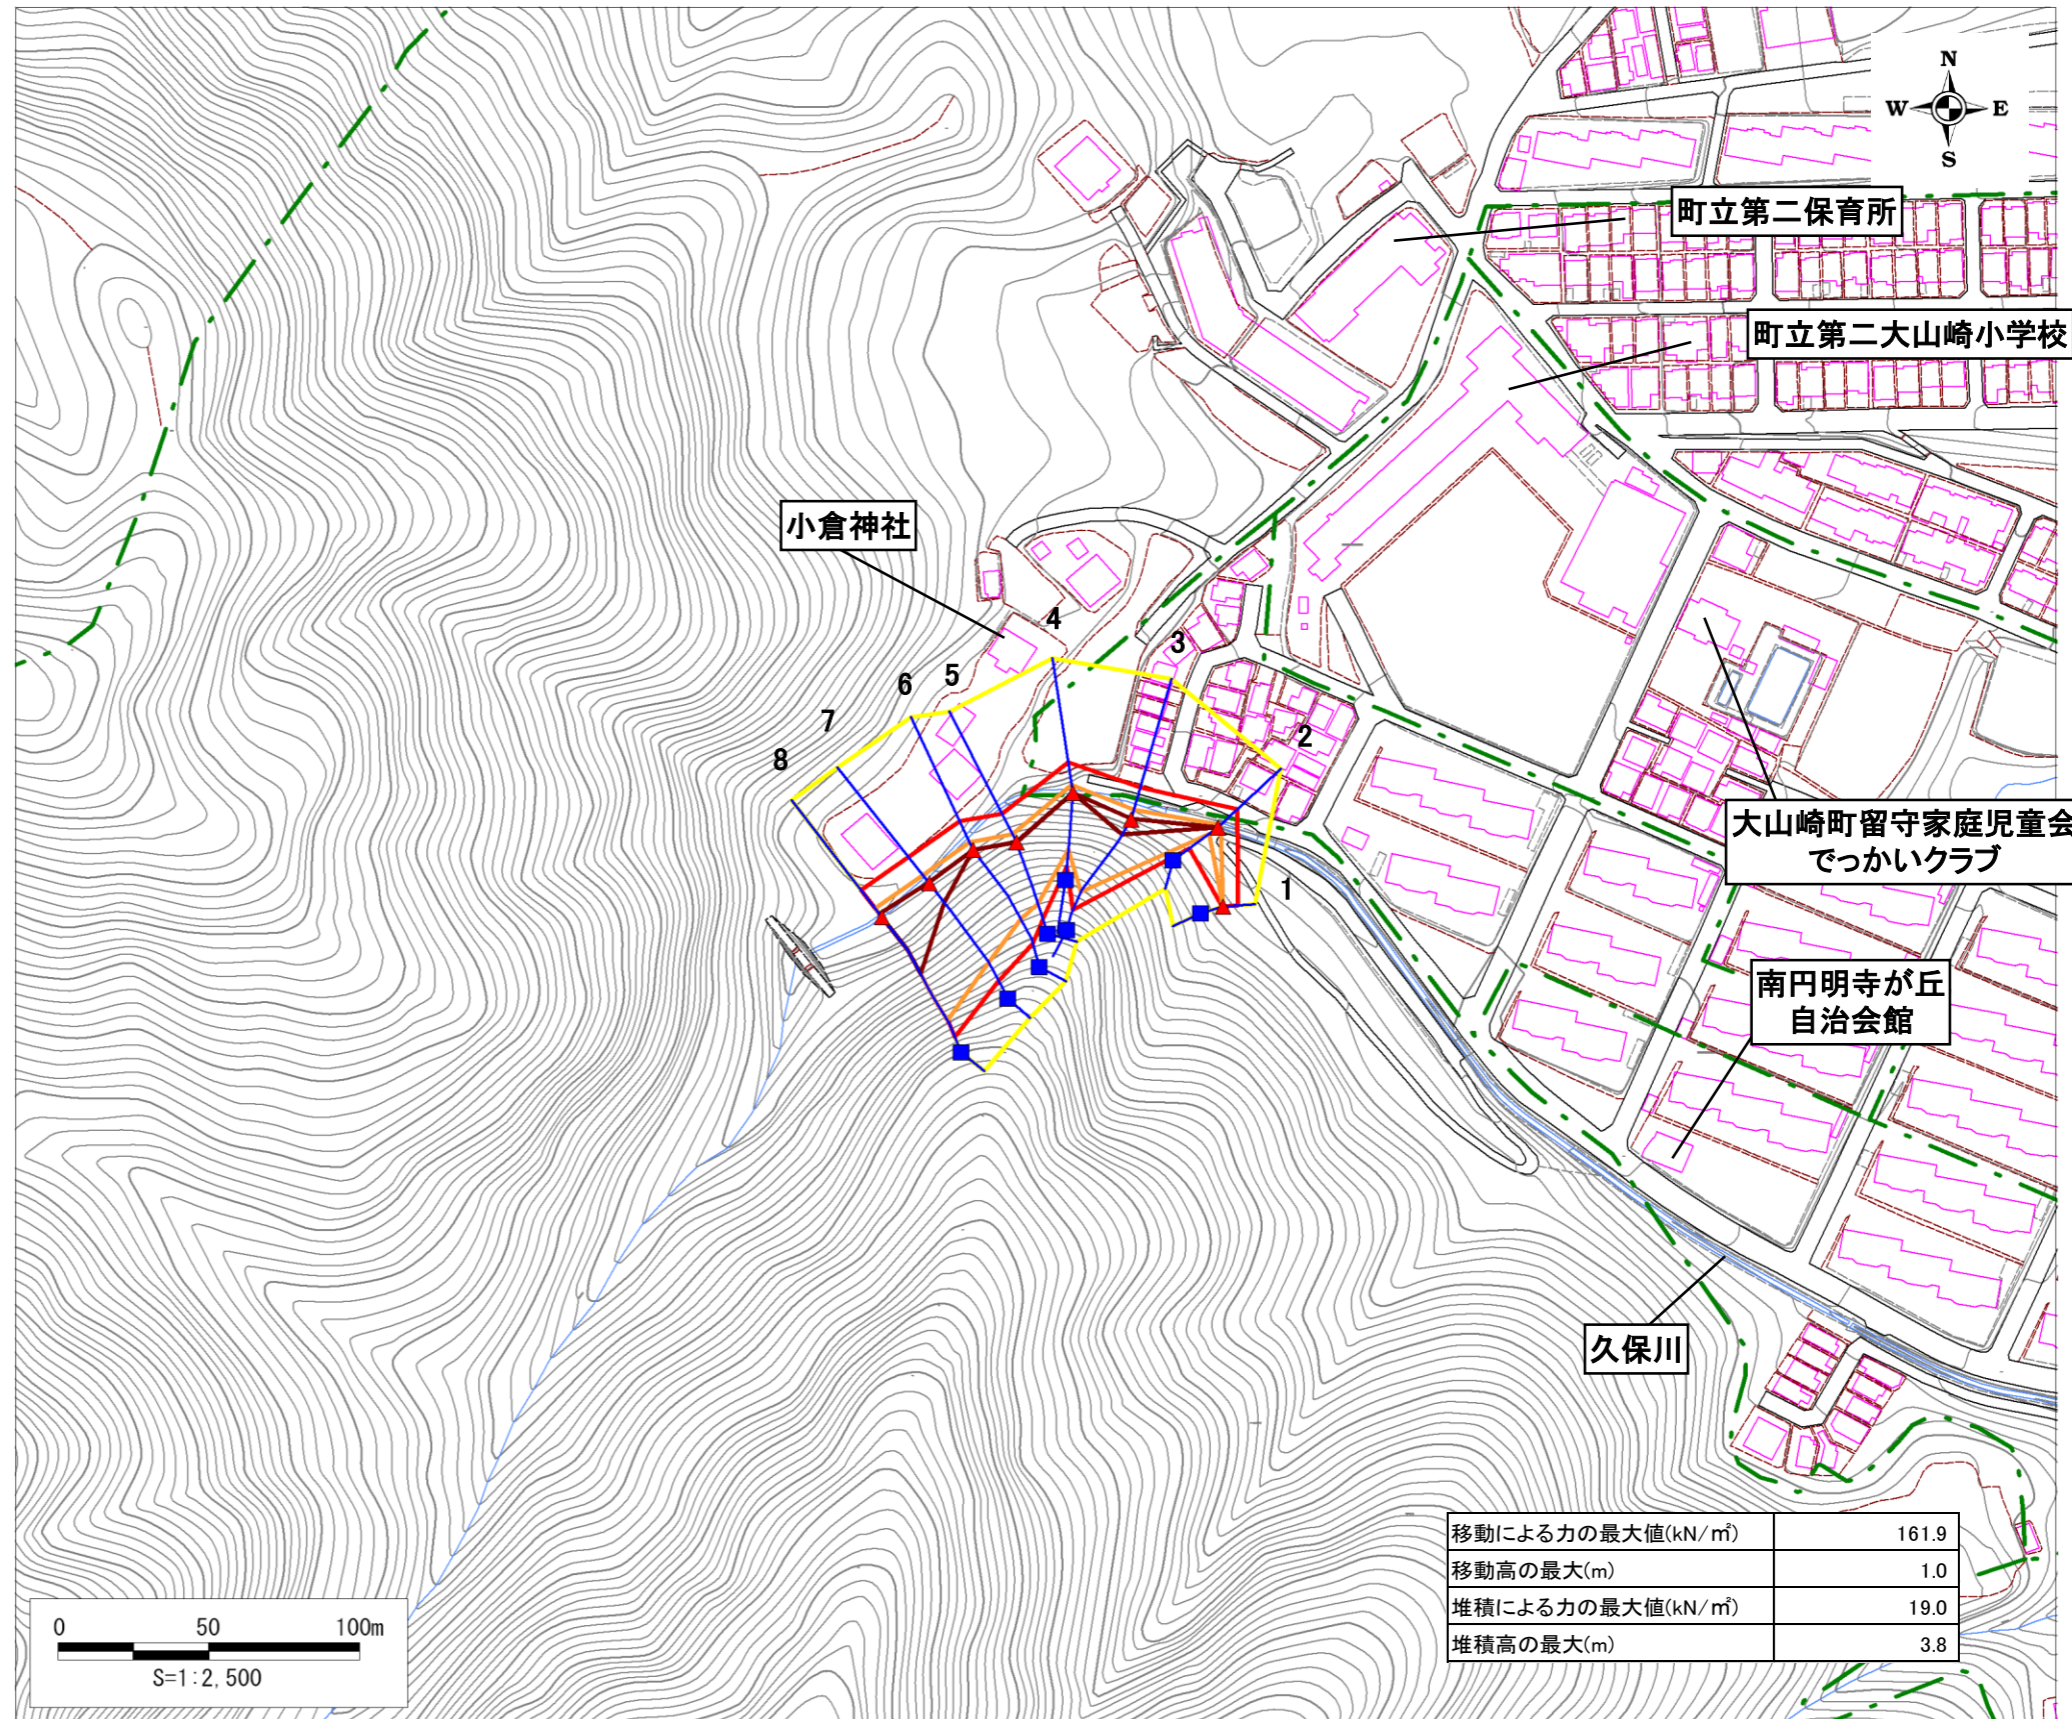 N
W E
S
町立第二保育所
町立第二大山崎小学校
小倉神社
4
3
5
6
7
2
8
大山崎町留守家庭児童会
でっかいクラブ
1
南円明寺が丘
自治会館
久保川
移動による力の最大値(kN/㎡) 161.9
移動高の最大(m) 1.0
堆積による力の最大値(kN/㎡) 19.0
堆積高の最大(m) 3.8
0 50 100m
S=1:2,500